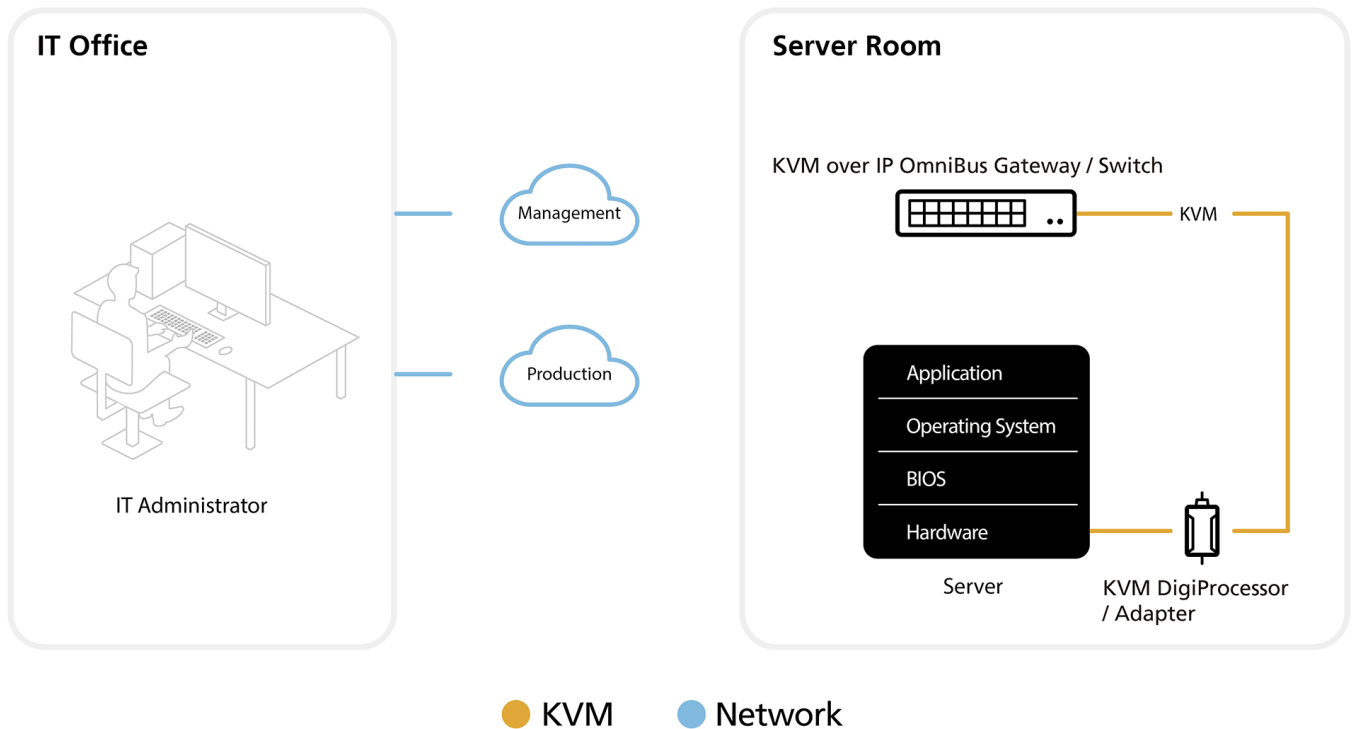 IT Office
Server Room
KVM over IP OmniBus Gateway / Switch
Management
KVM
Production
Application
Operating System
BIOS
Hardware
IT Administrator
Server
KVM DigiProcessor
/ Adapter
KVM
Network